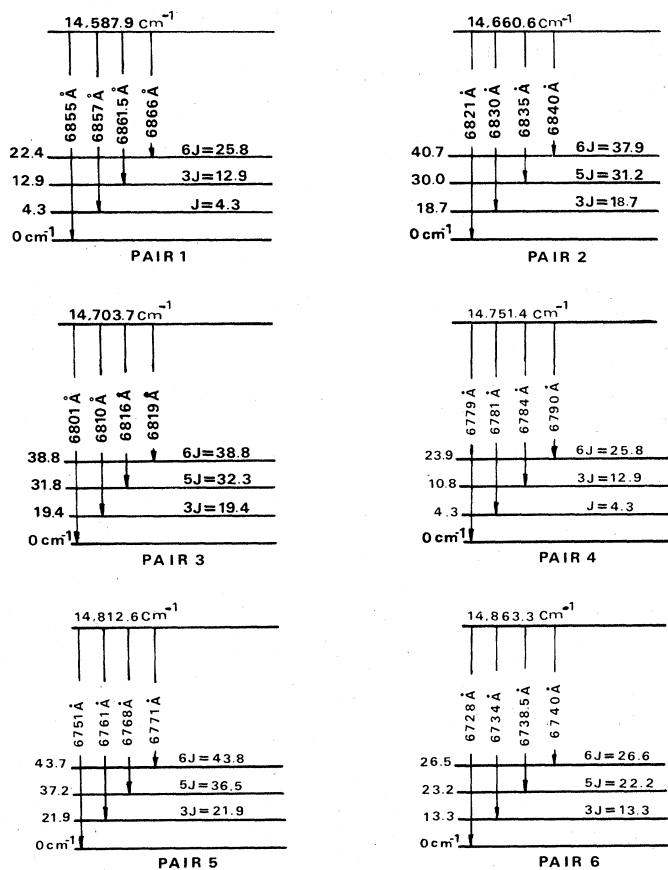 14,587.9 Cm⁻¹
6855 Å 6857 Å 6861.5 Å 6866 Å
22.4 6J=25.8
12.9 3J=12.9
4.3 J=4.3
0 cm⁻¹
PAIR 1
14,660.6 Cm⁻¹
6821 Å 6830 Å 6835 Å 6840 Å
40.7 6J=37.9
30.0 5J=31.2
18.7 3J=18.7
0 cm⁻¹
PAIR 2
14,703.7 Cm⁻¹
6801 Å 6810 Å 6816 Å 6819 Å
38.8 6J=38.8
31.8 5J=32.3
19.4 3J=19.4
0 cm⁻¹
PAIR 3
14,751.4 Cm⁻¹
6779 Å 6781 Å 6784 Å 6790 Å
23.9 6J=25.8
10.8 3J=12.9
4.3 J=4.3
0 cm⁻¹
PAIR 4
14,812.6 Cm⁻¹
6751 Å 6761 Å 6768 Å 6771 Å
43.7 6J=43.8
37.2 5J=36.5
21.9 3J=21.9
0 cm⁻¹
PAIR 5
14,863.3 Cm⁻¹
6728 Å 6734 Å 6738.5 Å 6740 Å
26.5 6J=26.6
23.2 5J=22.2
13.3 3J=13.3
0 cm⁻¹
PAIR 6